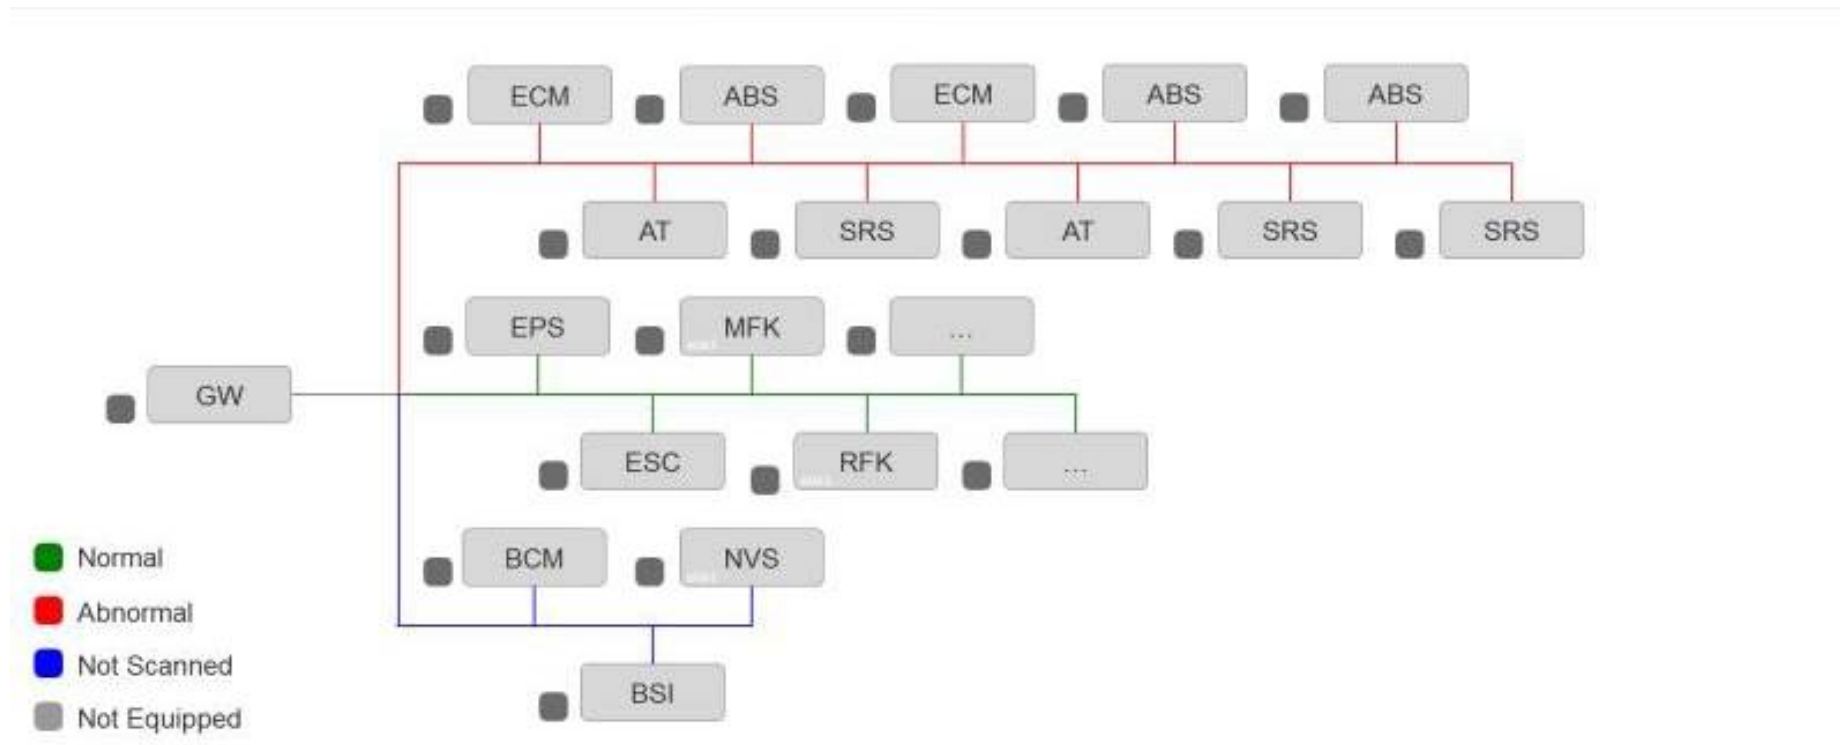 ECM ABS ECM ABS ABS
AT SRS AT SRS SRS
EPS MFK ...
GW
ESC RFK ...
BCM NVS
Normal
Abnormal
Not Scanned
BSI
Not Equipped